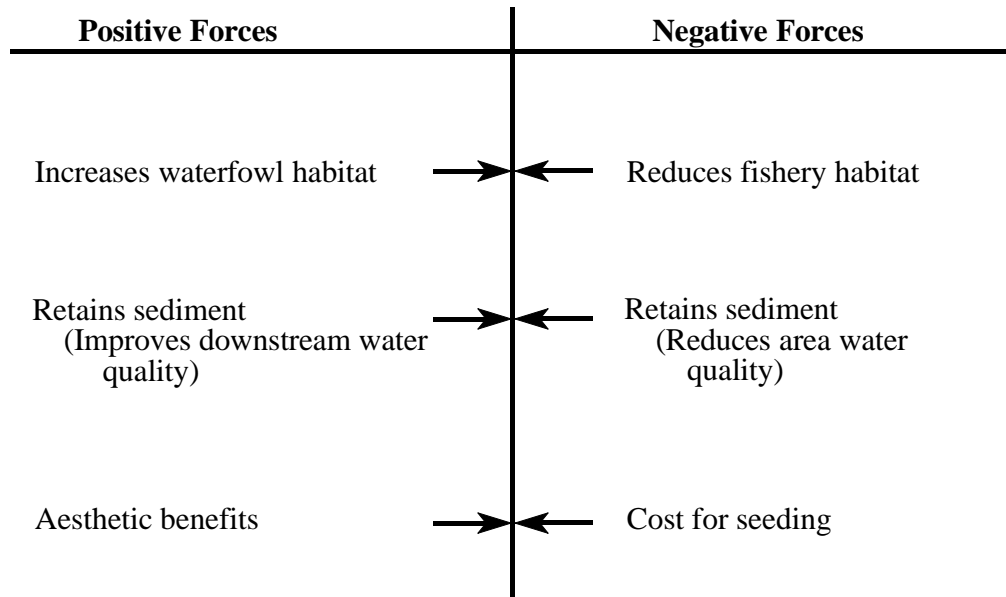 Positive Forces
Negative Forces
Increases waterfowl habitat
Reduces fishery habitat
Retains sediment
(Improves downstream water
quality)
Retains sediment
(Reduces area water
quality)
Aesthetic benefits
Cost for seeding